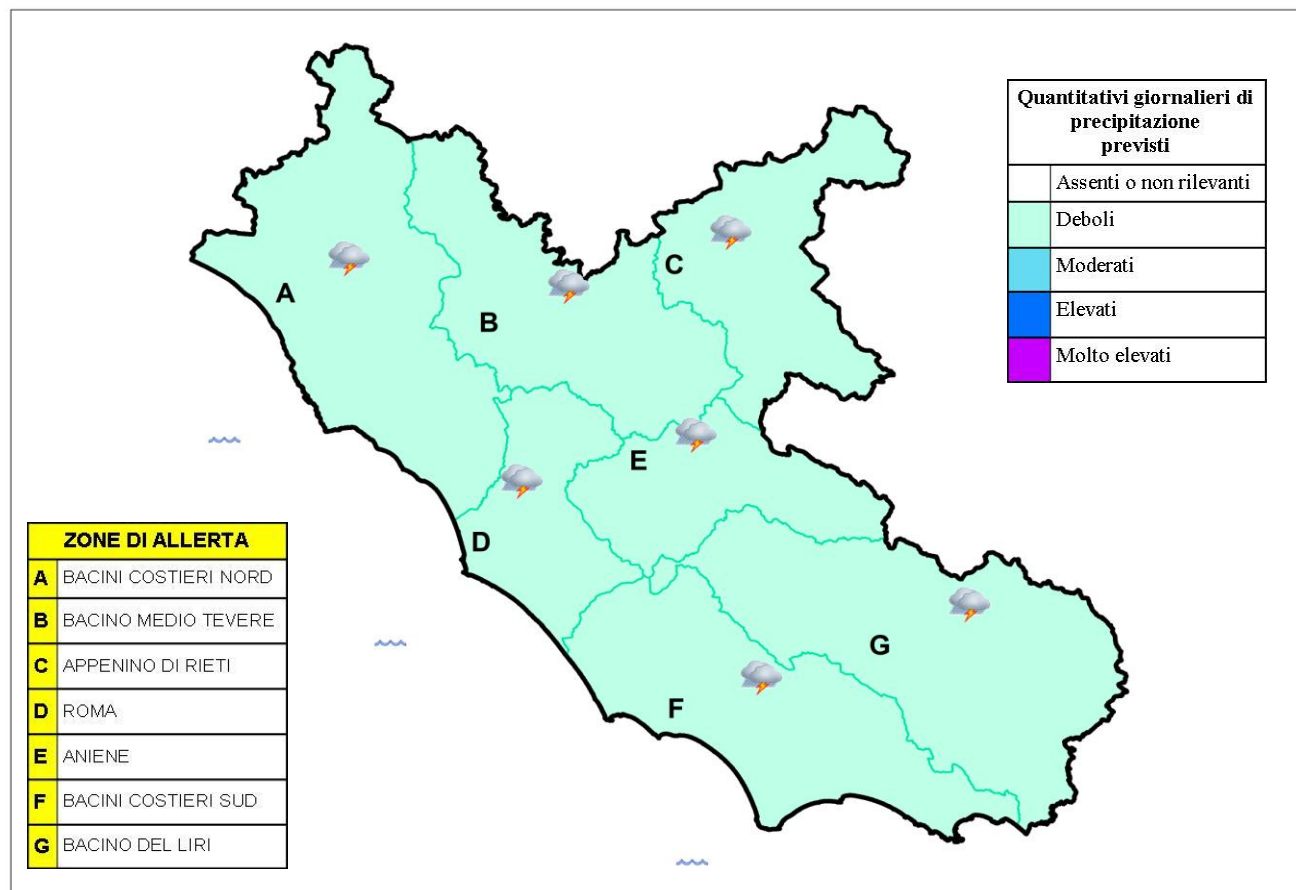 Quantitativi giornalieri di
precipitazione
previsti
Assenti o non rilevanti
Deboli
Moderati
Elevati
Molto elevati
A
B
C
D
E
F
G
ZONE DI ALLERTA
A BACINI COSTIERI NORD
B BACINO MEDIO TEVERE
C APPENINO DI RIETI
D ROMA
E ANIENE
F BACINI COSTIERI SUD
G BACINO DEL LIRI